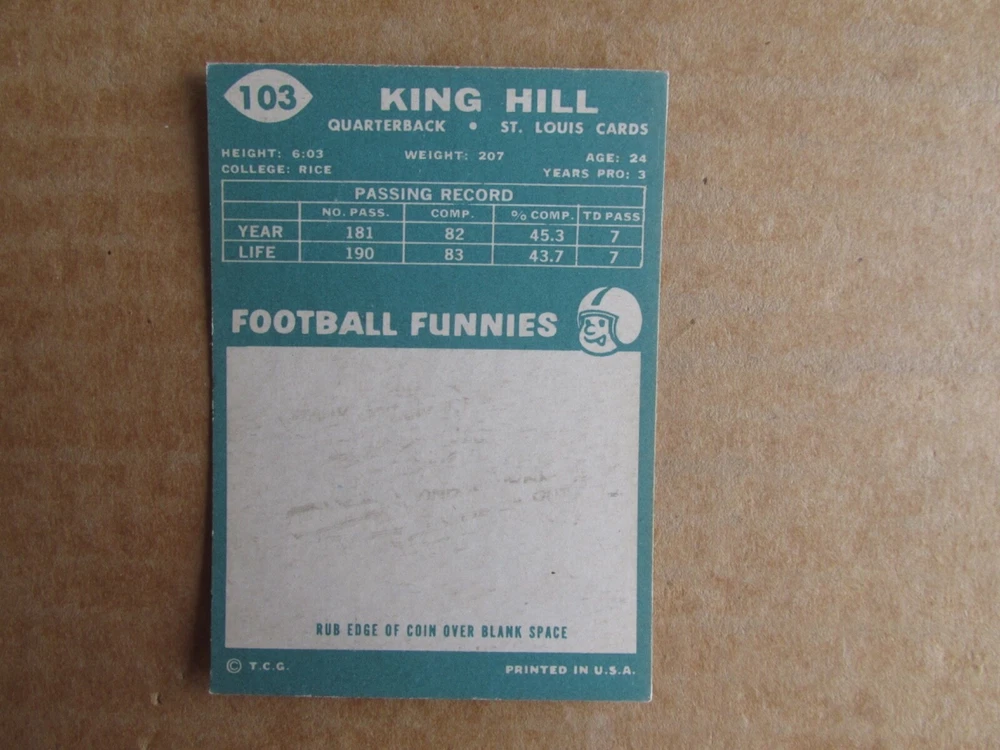 103
KING HILL
QUARTERBACK • ST. LOUIS CARDS
HEIGHT: 6:03 WEIGHT: 207 AGE: 24
COLLEGE: RICE YEARS PRO: 3
PASSING RECORD
NO. PASS. COMP. % COMP. TD PASS
YEAR 181 82 45.3 7
LIFE 190 83 43.7 7
FOOTBALL FUNNIES
RUB EDGE OF COIN OVER BLANK SPACE
© T.C.G. PRINTED IN U.S.A.